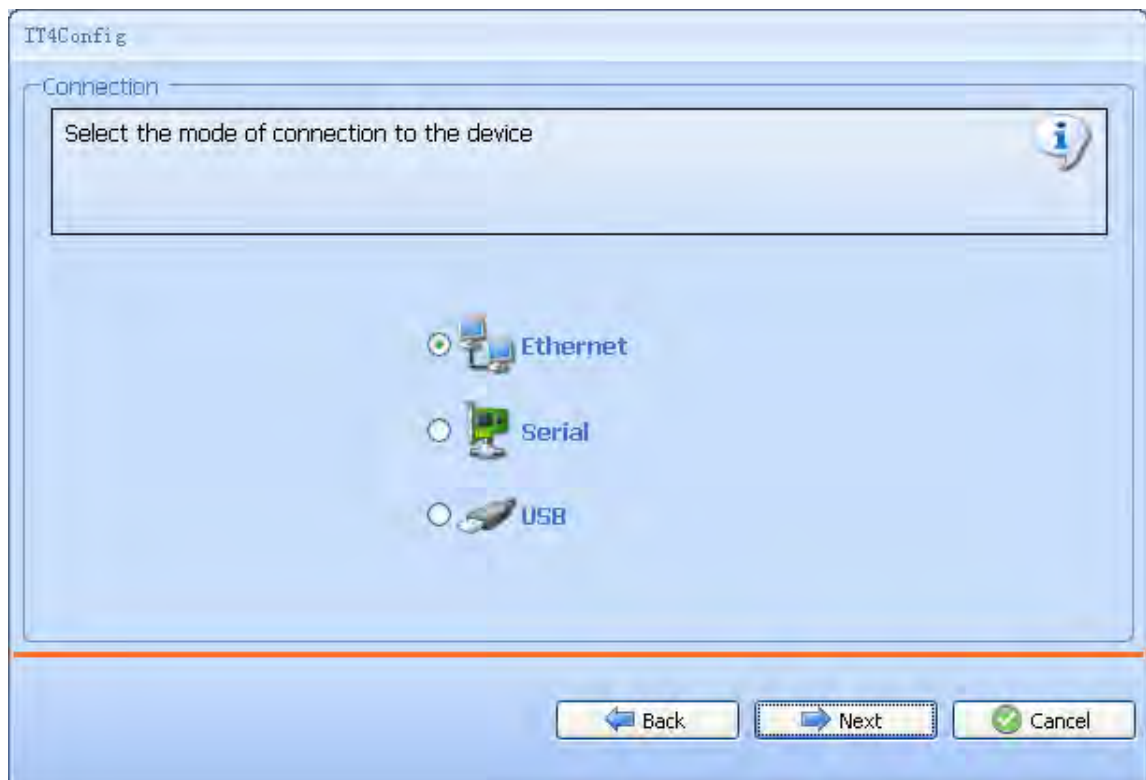 IT4Config
Connection
Select the mode of connection to the device
Ethernet
Serial
USB
Back Next Cancel